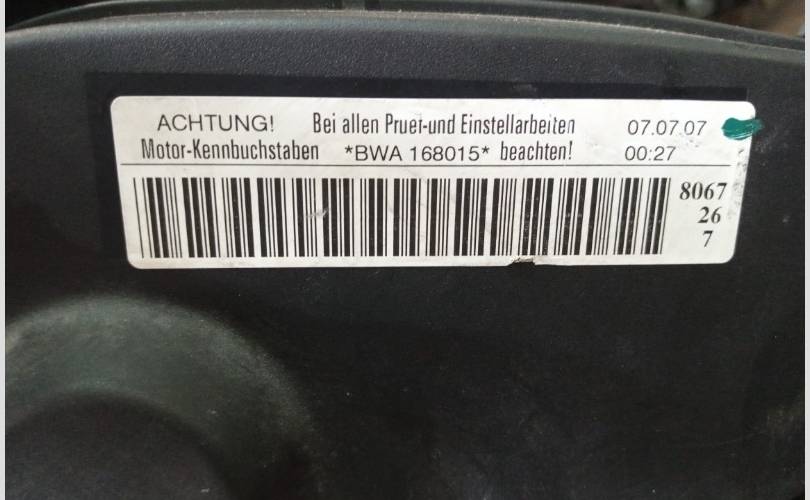 ACHTUNG! Bei allen Pruef-und Einstellarbeiten 07.07.07
Motor-Kennbuchstaben *BWA 168015* beachten! 00:27
8067
26
7